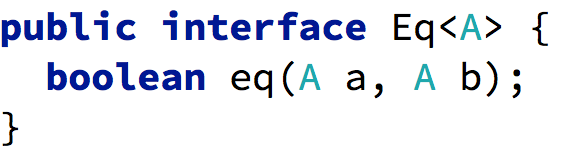 public interface Eq<A> {
  boolean eq(A a, A b);
}